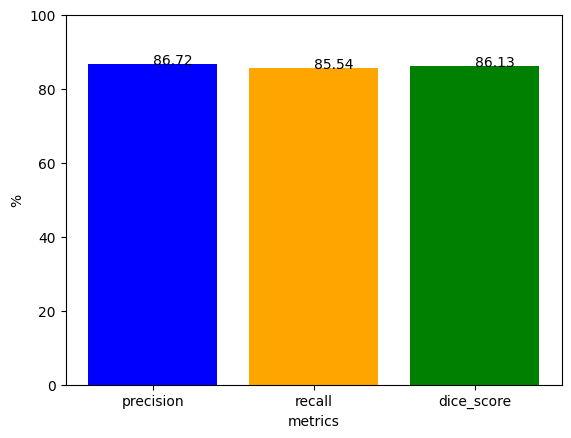 100
80
60
40
20
0
%
86.72
85.54
86.13
precision
recall
dice_score
metrics